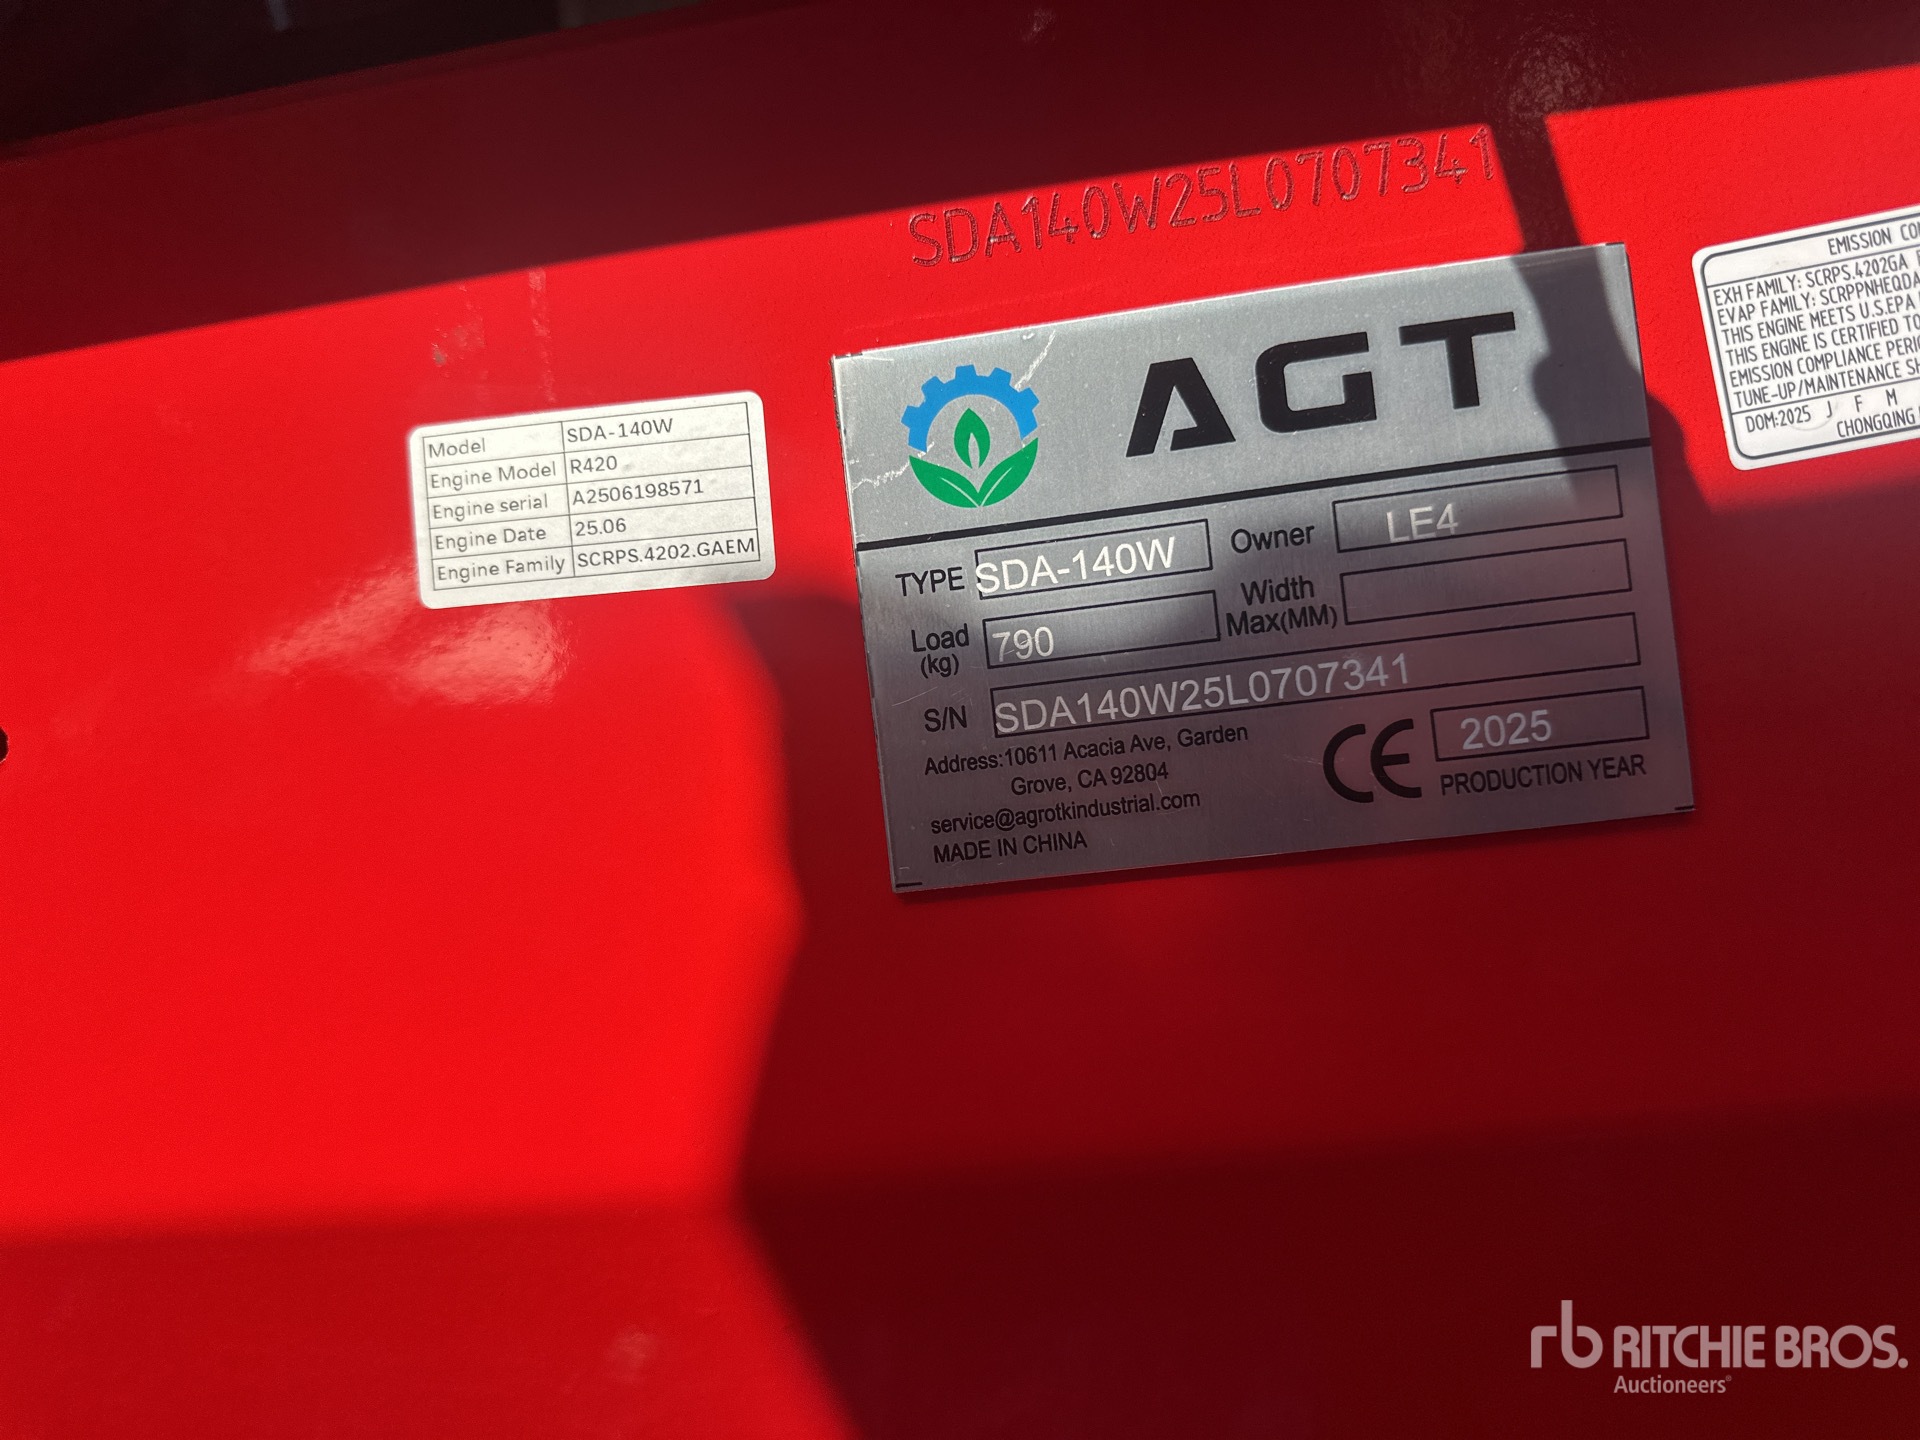 SDA140W25L0707341
Model SDA-140W
Engine Model R420
Engine serial A2506198571
Engine Date 25.06
Engine Family SCRPS.4202.GAEM
AGT
TYPE SDA-140W Owner LE4
Load (kg) 790 Width Max(MM)
S/N SDA140W25L0707341
Address:10611 Acacia Ave, Garden
Grove, CA 92804
service@agrotkindustrial.com
MADE IN CHINA
CE 2025
PRODUCTION YEAR
EMISSION
EXH FAMILY: SCRPS.4202GA
EVAP FAMILY: SCRPPNHEQDA
THIS ENGINE MEETS U.S.EPA
THIS ENGINE IS CERTIFIED TO
EMISSION COMPLIANCE
TUNE-UP/MAINTENANCE
DOM:2025 J F M
CHONGQING
rb RITCHIE BROS.
Auctioneers®